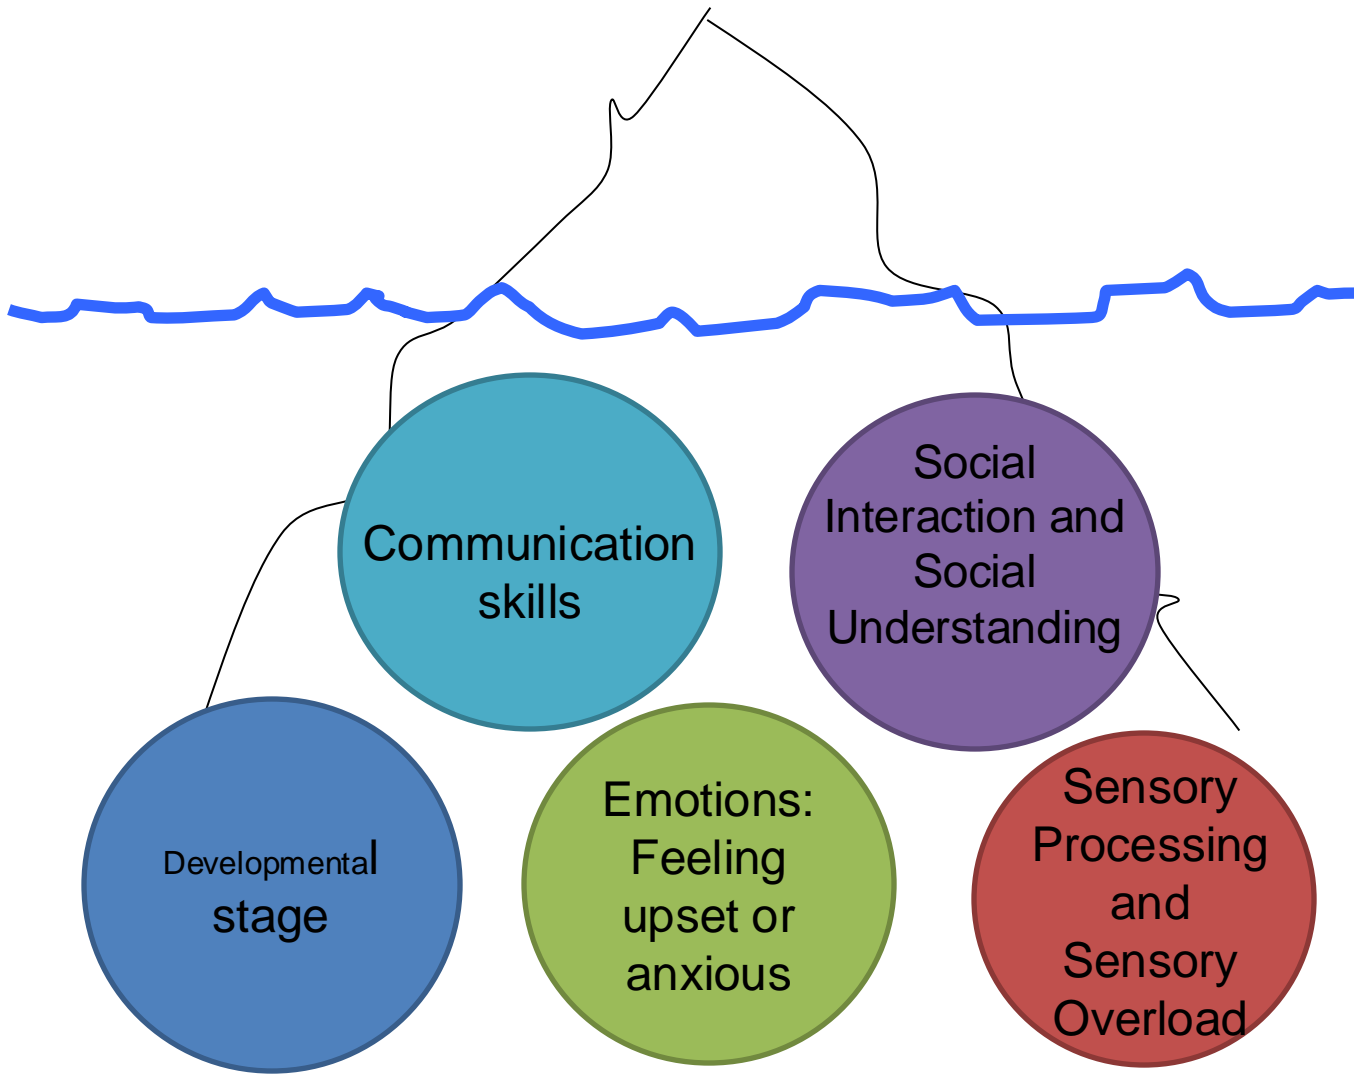 Communication
skills
Social
Interaction and
Social
Understanding
Developmental
stage
Emotions:
Feeling
upset or
anxious
Sensory
Processing
and
Sensory
Overload